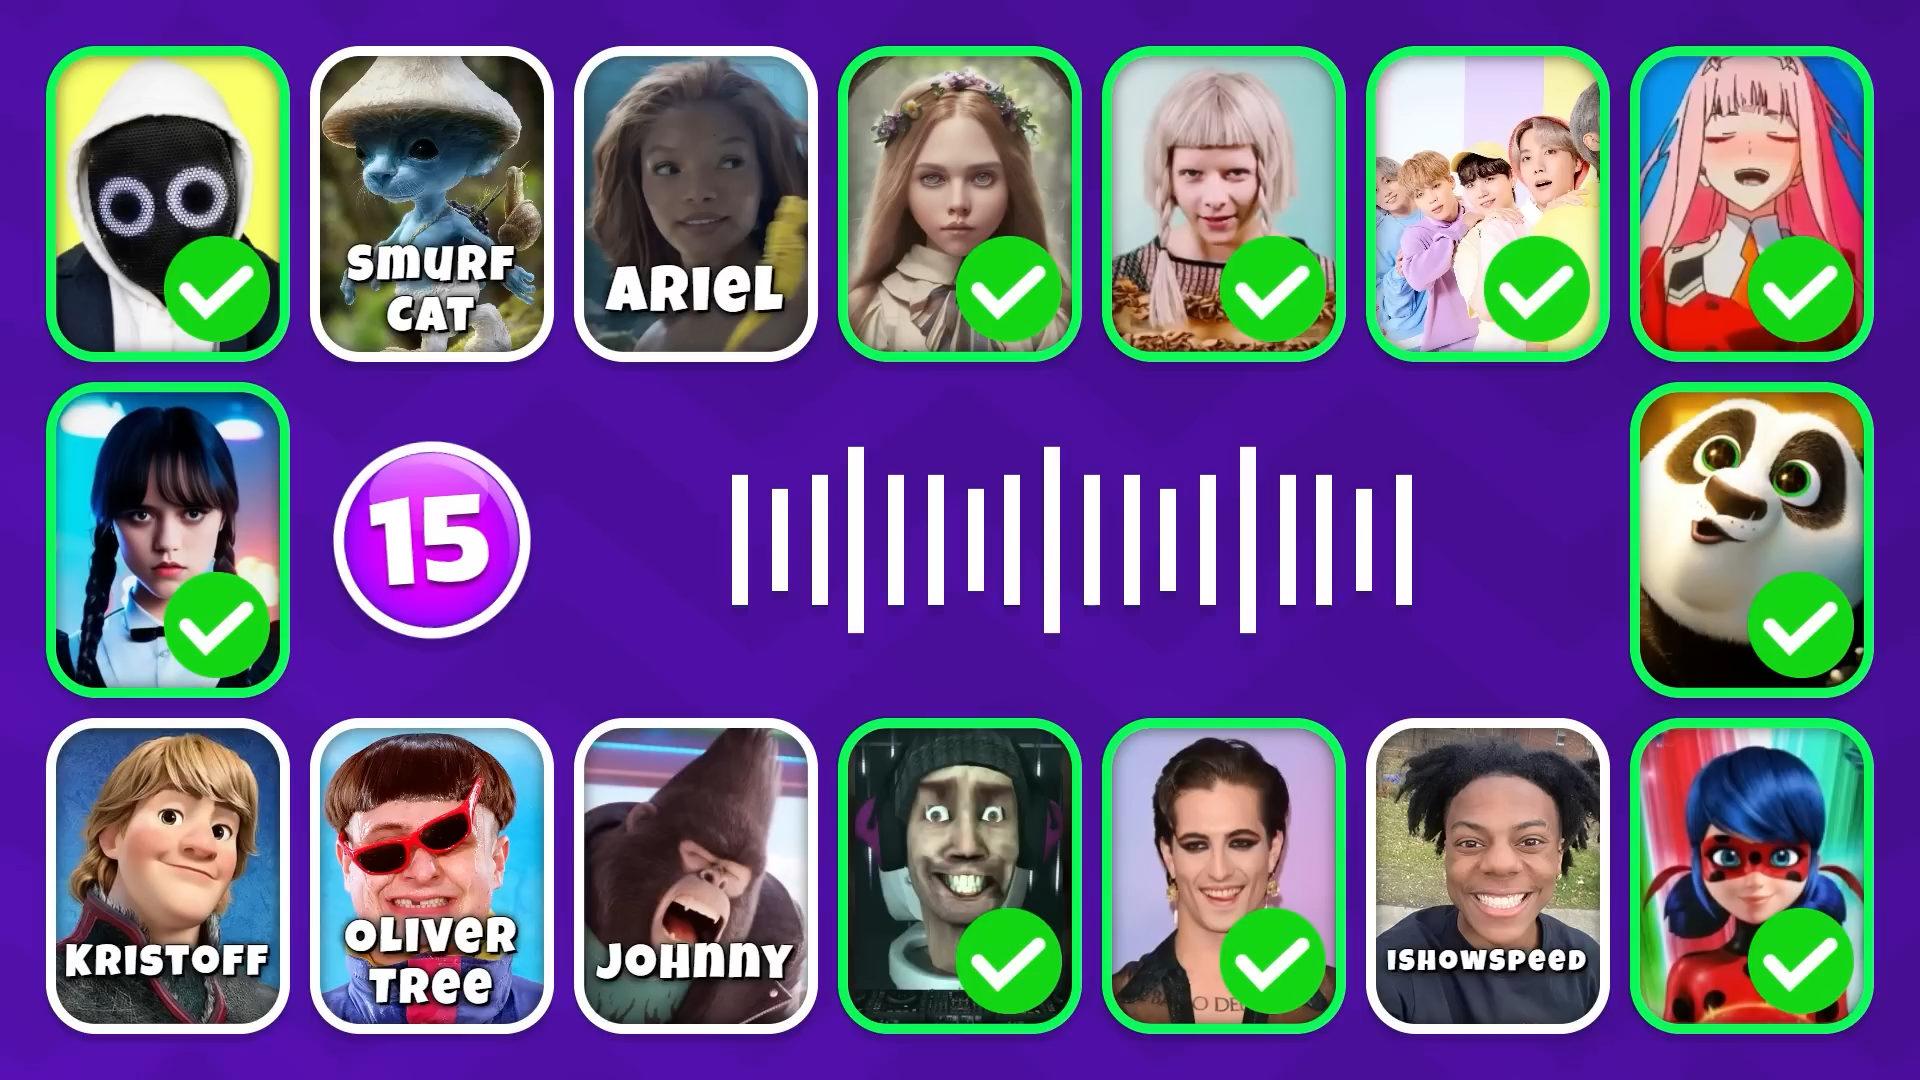 SMURF
CAT
ARIEL
15
KRISTOFF
OLIVER
TREE
JOHNNY
ISHOWSPEED